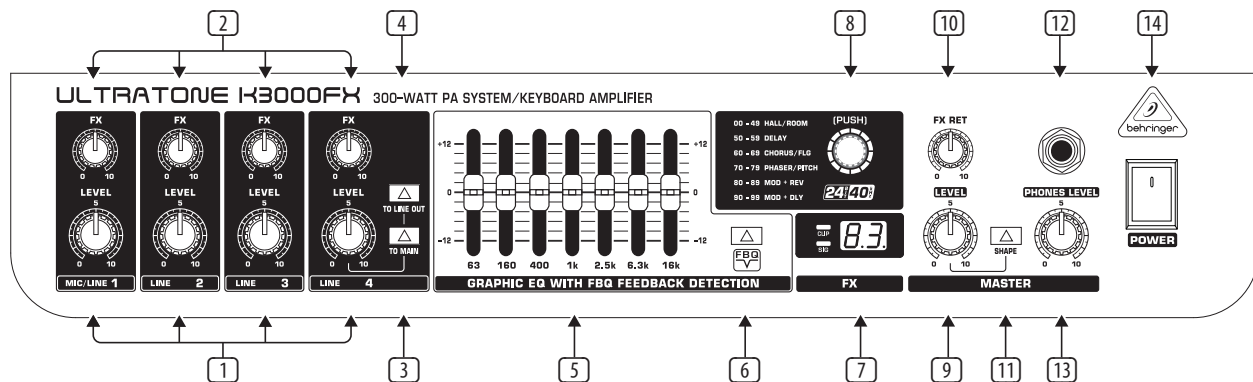 2 4 8 10 12 14
ULTRATONE K3000FX 300-WATT PA SYSTEM/KEYBOARD AMPLIFIER
FX FX FX FX
0 10 0 10 0 10 0 10
LEVEL LEVEL LEVEL LEVEL
5 5 5 5
0 10 0 10 0 10 0 10
MIC/LINE 1 LINE 2 LINE 3 LINE 4
TO LINE OUT
TO MAIN
+12 +12
0 0
-12 -12
63 160 400 1k 2.5k 6.3k 16k
FBQ
GRAPHIC EQ WITH FBQ FEEDBACK DETECTION
00 - 49 HALL/ROOM
50 - 59 DELAY
60 - 69 CHORUS/FLG
70 - 79 PHASER/PITCH
80 - 89 MOD + REV
90 - 99 MOD + DLY
(PUSH)
24 40
CLIP
SIG
8.3.
FX
FX RET
0 10
LEVEL
5
0 10
SHAPE
PHONES LEVEL
5
0 10
MASTER
behringer
POWER
1 3 5 6 7 9 11 13